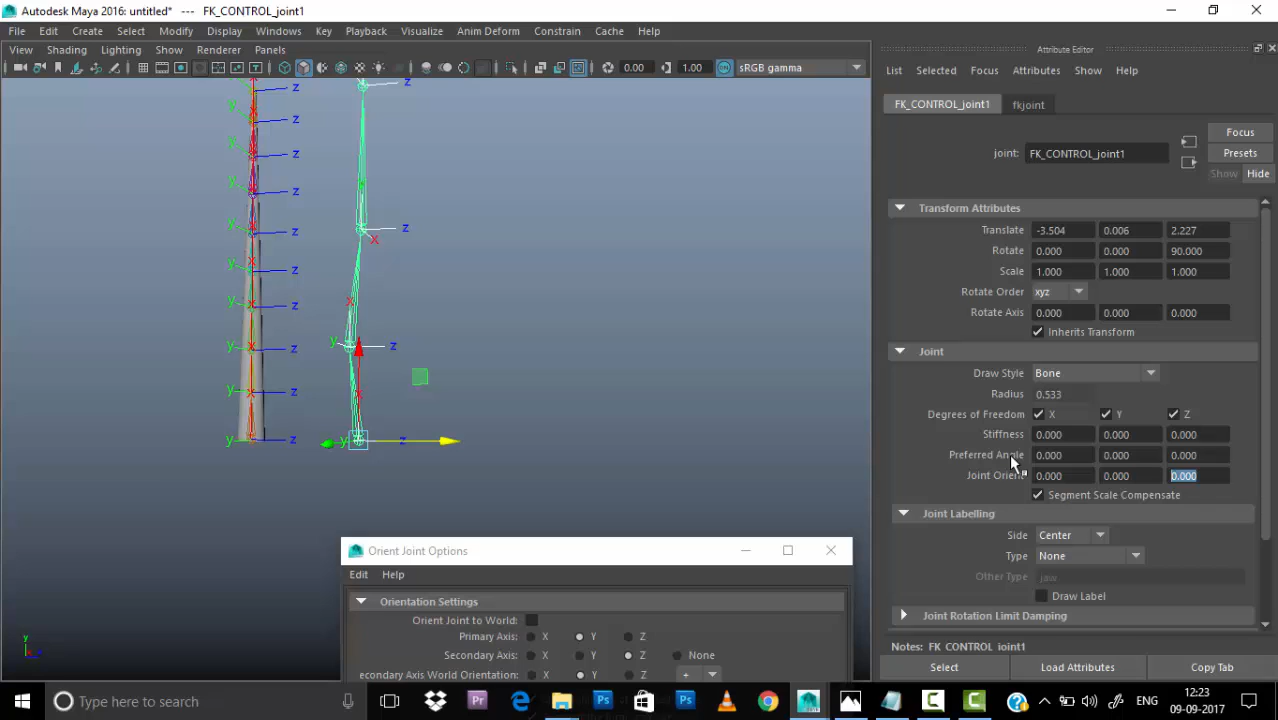 Autodesk Maya 2016: untitled* --- FK_CONTROL_joint1
File Edit Create Select Modify Display Windows Key Playback Visualize Anim Deform Constrain Cache Help
View Shading Lighting Show Renderer Panels
0.00 1.00 ON sRGB gamma
Attribute Editor
List Selected Focus Attributes Show Help
FK_CONTROL_joint1 fkjoint
Focus
joint: FK_CONTROL_joint1
Presets
Show Hide
Transform Attributes
Translate -3.504 0.006 2.227
Rotate 0.000 0.000 90.000
Scale 1.000 1.000 1.000
Rotate Order xyz
Rotate Axis 0.000 0.000 0.000
Inherits Transform
Joint
Draw Style Bone
Radius 0.533
Degrees of Freedom X Y Z
Stiffness 0.000 0.000 0.000
Preferred Angle 0.000 0.000 0.000
Joint Orient 0.000 0.000 0.000
Segment Scale Compensate
Joint Labelling
Side Center
Type None
Other Type jaw
Draw Label
Joint Rotation Limit Damping
Notes: FK_CONTROL_joint1
Select Load Attributes Copy Tab
Orient Joint Options
Edit Help
Orientation Settings
Orient Joint to World:
Primary Axis: X Y Z
Secondary Axis: X Y Z None
econdary Axis World Orientation: X Y Z +
Type here to search
Pr
Ps
Ps
ENG
12:23
09-09-2017